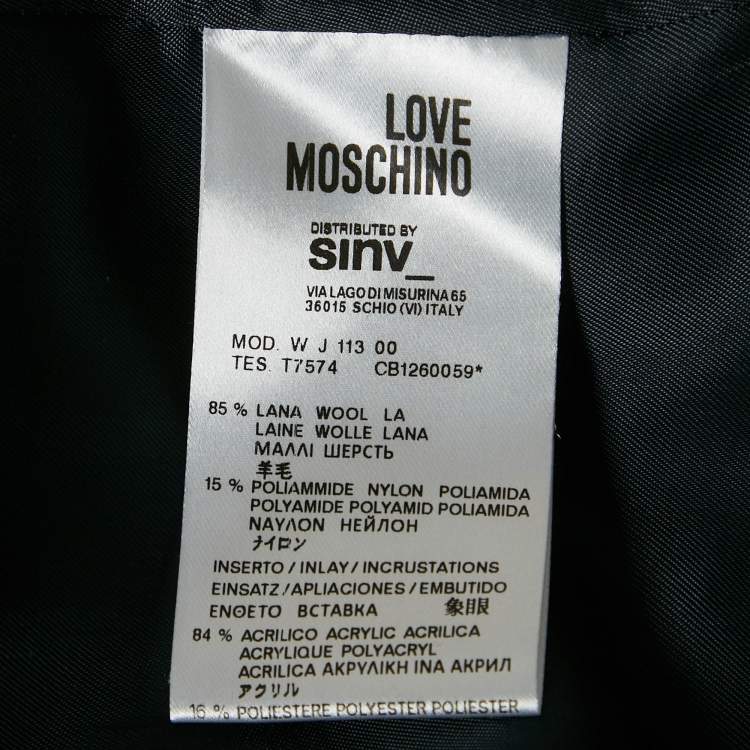 LOVE
MOSCHINO
DISTRIBUTED BY
sinv_
VIA LAGO DI MISURINA 65
36015 SCHIO (VI) ITALY
MOD. W J 113 00
TES. T7574 CB1260059*
85 % LANA WOOL LA
LAINE WOLLE LANA
ΜΑΛΛΙ ШЕРСТЬ
羊毛
15 % POLIAMMIDE NYLON POLIAMIDA
POLYAMIDE POLYAMID POLIAMIDA
ΝΑΥΛΟΝ НЕЙЛОН
ナイロン
INSERTO / INLAY / INCRUSTATIONS
EINSATZ / APLIACIONES / EMBUTIDO
ΕΝΘΕΤΟ ВСТАВКА 象眼
84 % ACRILICO ACRYLIC ACRILICA
ACRYLIQUE POLYACRYL
ACRILICA ΑΚΡΥΛΙΚΗ ΙΝΑ АКРИЛ
アクリル
16 % POLIESTERE POLYESTER POLIESTER